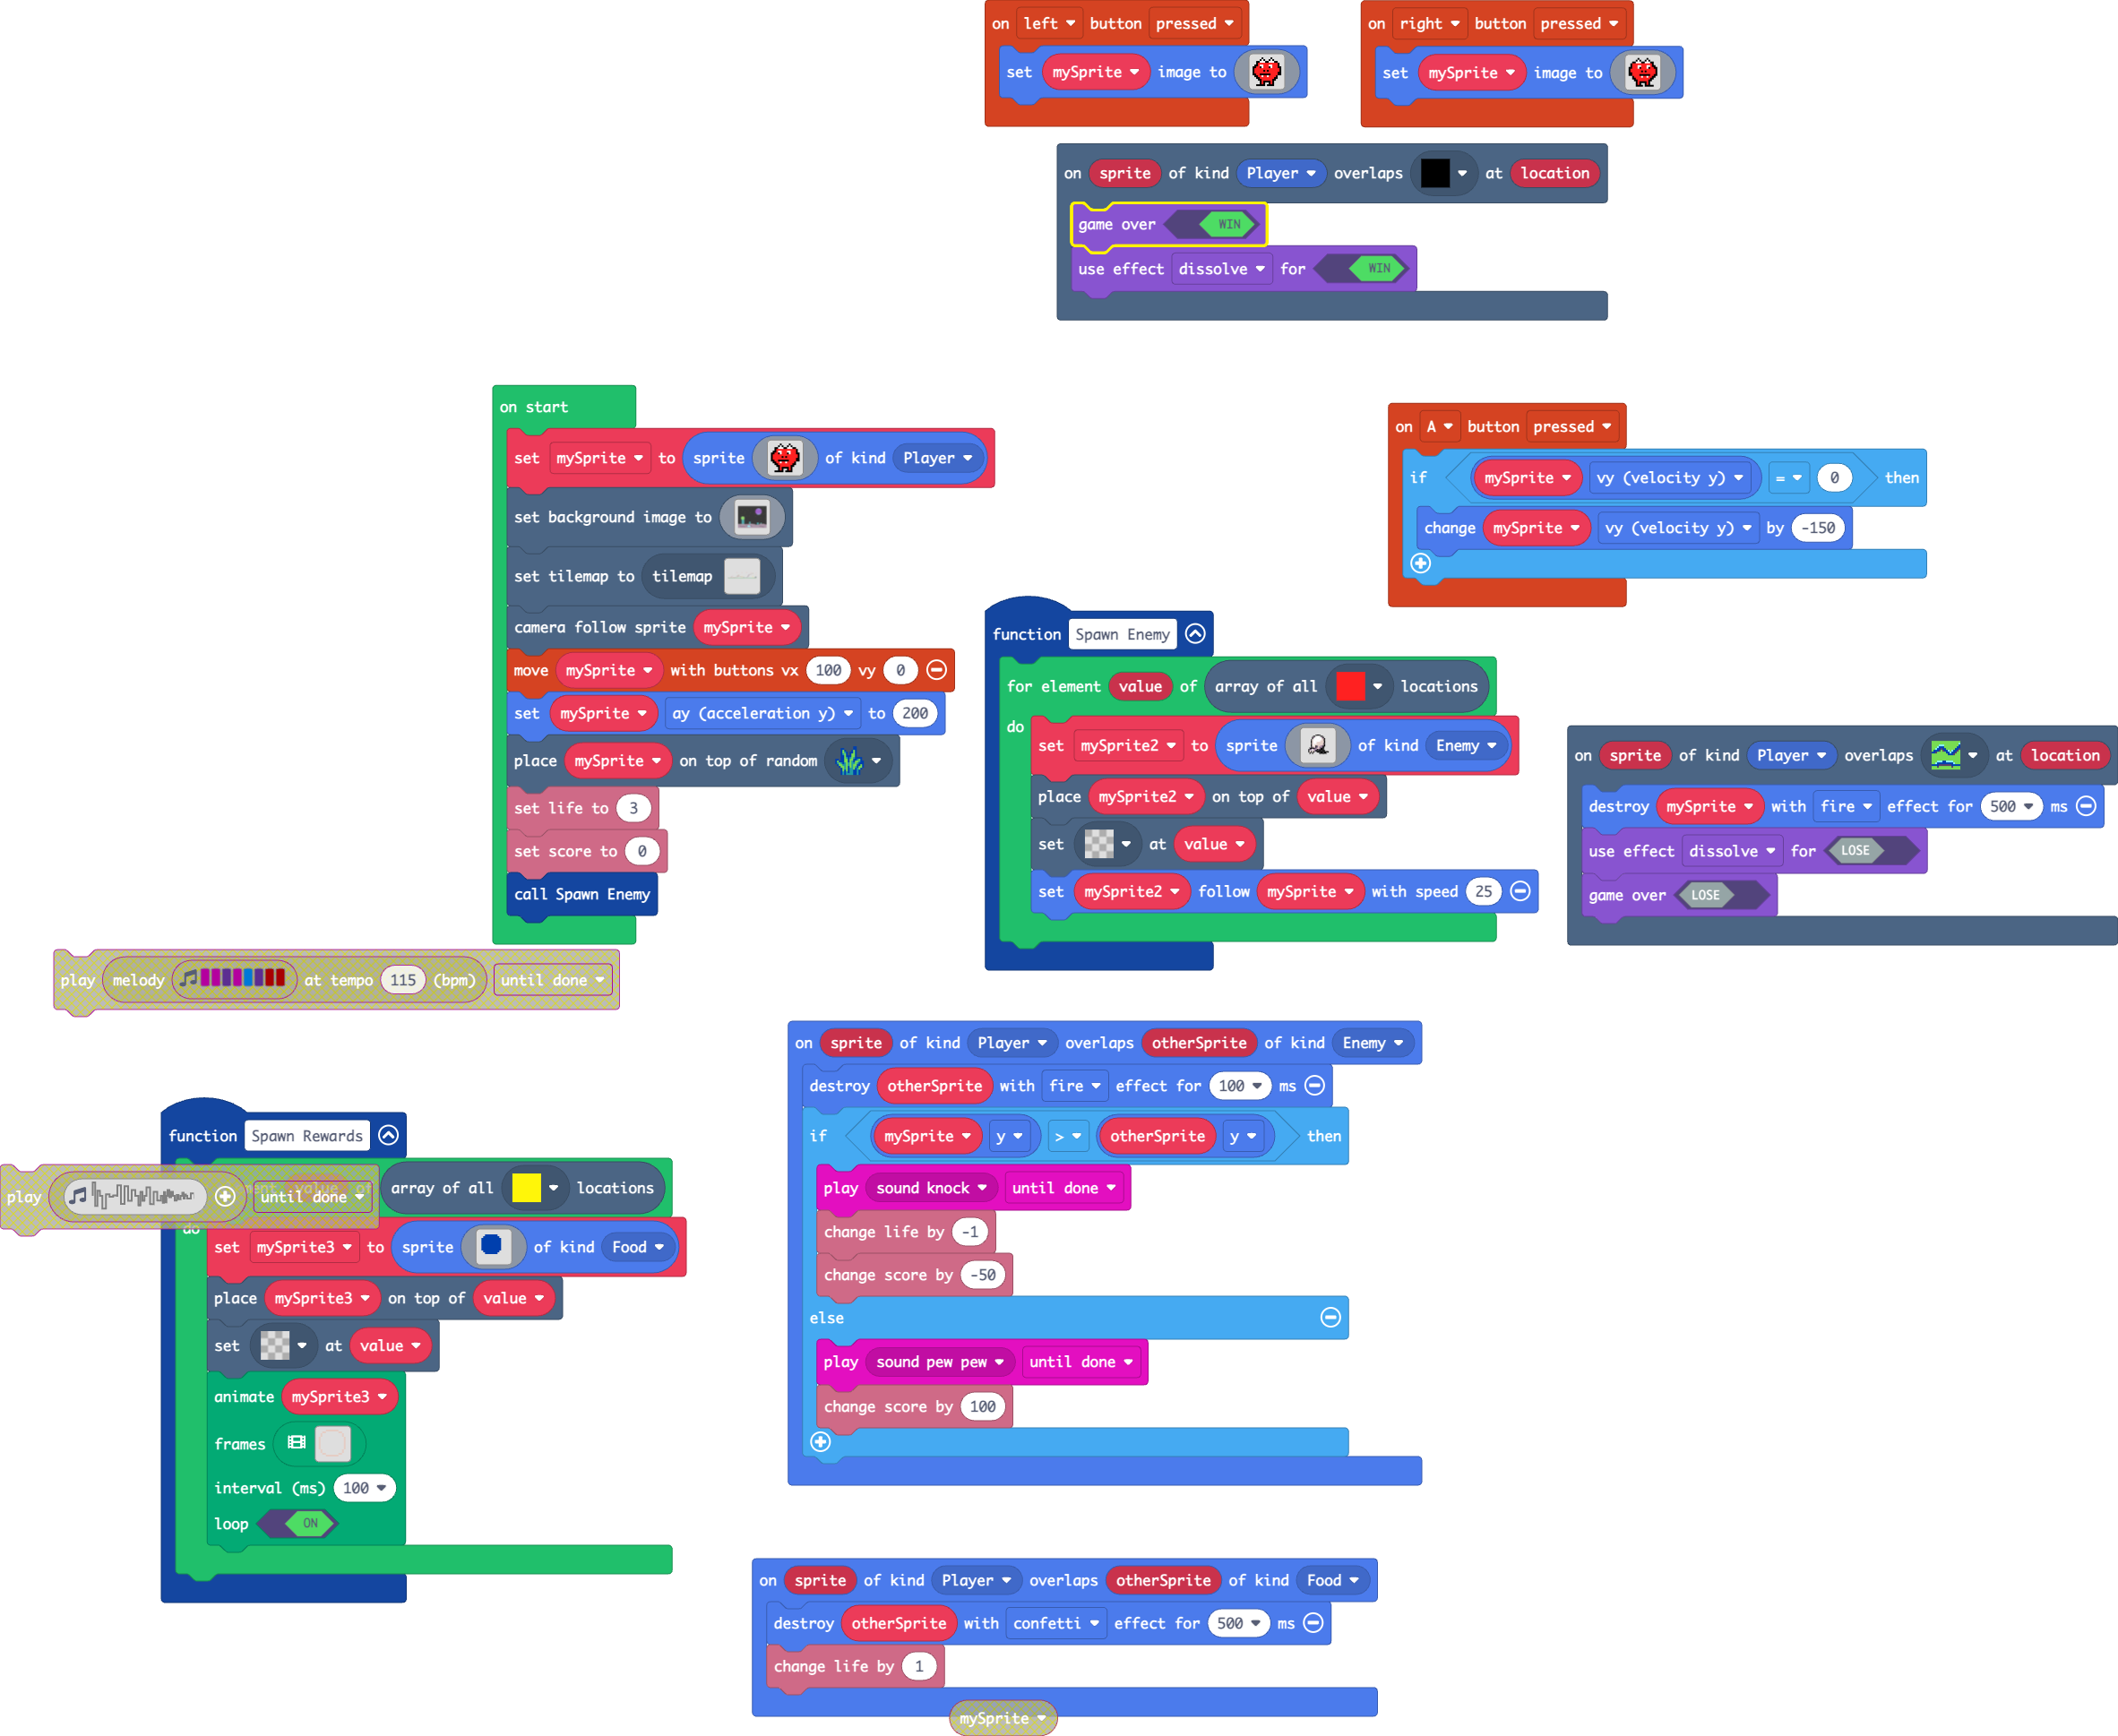 on left button pressed
set mySprite image to
on right button pressed
set mySprite image to
on sprite of kind Player overlaps at location
game over WIN
use effect dissolve for WIN
on start
set mySprite to sprite of kind Player
set background image to
set tilemap to tilemap
camera follow sprite mySprite
move mySprite with buttons vx 100 vy 0
set mySprite ay (acceleration y) to 200
place mySprite on top of random
set life to 3
set score to 0
call Spawn Enemy
on A button pressed
if mySprite vy (velocity y) = 0 then
change mySprite vy (velocity y) by -150
function Spawn Enemy
for element value of array of all locations
do
set mySprite2 to sprite of kind Enemy
place mySprite2 on top of value
set at value
set mySprite2 follow mySprite with speed 25
on sprite of kind Player overlaps at location
destroy mySprite with fire effect for 500 ms
use effect dissolve for LOSE
game over LOSE
play melody at tempo 115 (bpm) until done
on sprite of kind Player overlaps otherSprite of kind Enemy
destroy otherSprite with fire effect for 100 ms
if mySprite y > otherSprite y then
play sound knock until done
change life by -1
change score by -50
else
play sound pew pew until done
change score by 100
function Spawn Rewards
play until done
array of all locations
do
set mySprite3 to sprite of kind Food
place mySprite3 on top of value
set at value
animate mySprite3
frames
interval (ms) 100
loop ON
on sprite of kind Player overlaps otherSprite of kind Food
destroy otherSprite with confetti effect for 500 ms
change life by 1
mySprite